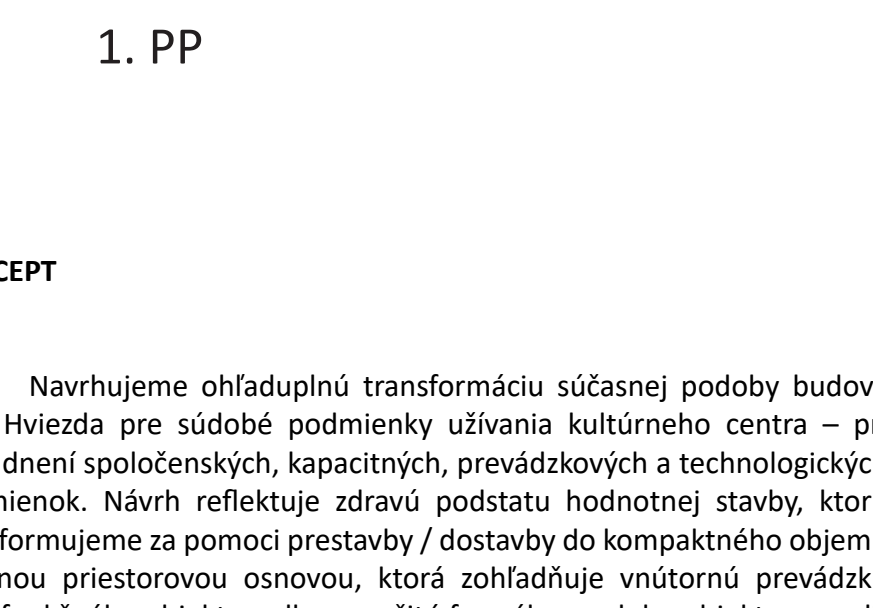 1. PP
CEPT
Navrhujeme ohľaduplnú transformáciu súčasnej podoby budov
Hviezda pre súdobé podmienky užívania kultúrneho centra – pr
dnení spoločenských, kapacitných, prevádzkových a technologickýc
mienok. Návrh reflektuje zdravú podstatu hodnotnej stavby, ktor
formujeme za pomoci prestavby / dostavby do kompaktného objem
nou priestorovou osnovou, ktorá zohľadňuje vnútornú prevádzk